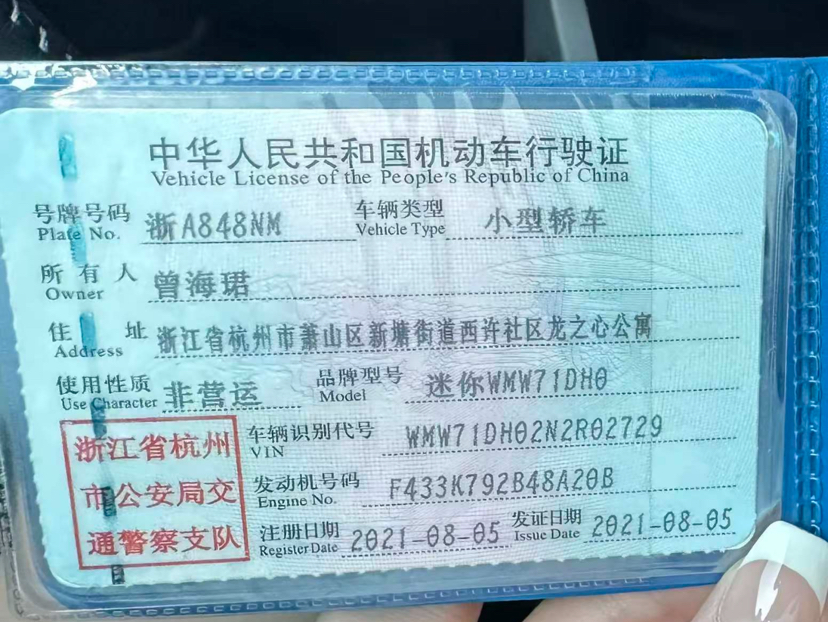 中华人民共和国机动车行驶证
Vehicle License of the People's Republic of China
号牌号码 浙A848NM 车辆类型 小型轿车
Plate No. Vehicle Type
所有人 曾海珺
Owner
住址 浙江省杭州市萧山区新塘街道西许社区龙之心公寓
Address
使用性质 非营运 品牌型号 迷你WMW71DH0
Use Character Model
浙江省杭州 车辆识别代号 WMW71DH02N2R02729
VIN
市公安局交 发动机号码 F433K792B48A20B
Engine No.
通警察支队 注册日期 2021-08-05 发证日期 2021-08-05
Register Date Issue Date